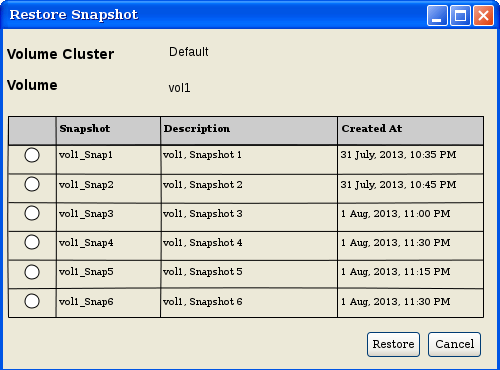 Restore Snapshot
Volume Cluster Default
Volume vol1
Snapshot Description Created At
vol1_Snap1 vol1, Snapshot 1 31 July, 2013, 10:35 PM
vol1_Snap2 vol1, Snapshot 2 31 July, 2013, 10:45 PM
vol1_Snap3 vol1, Snapshot 3 1 Aug, 2013, 11:00 PM
vol1_Snap4 vol1, Snapshot 4 1 Aug, 2013, 11:30 PM
vol1_Snap5 vol1, Snapshot 5 1 Aug, 2013, 11:15 PM
vol1_Snap6 vol1, Snapshot 6 1 Aug, 2013, 11:30 PM
Restore Cancel